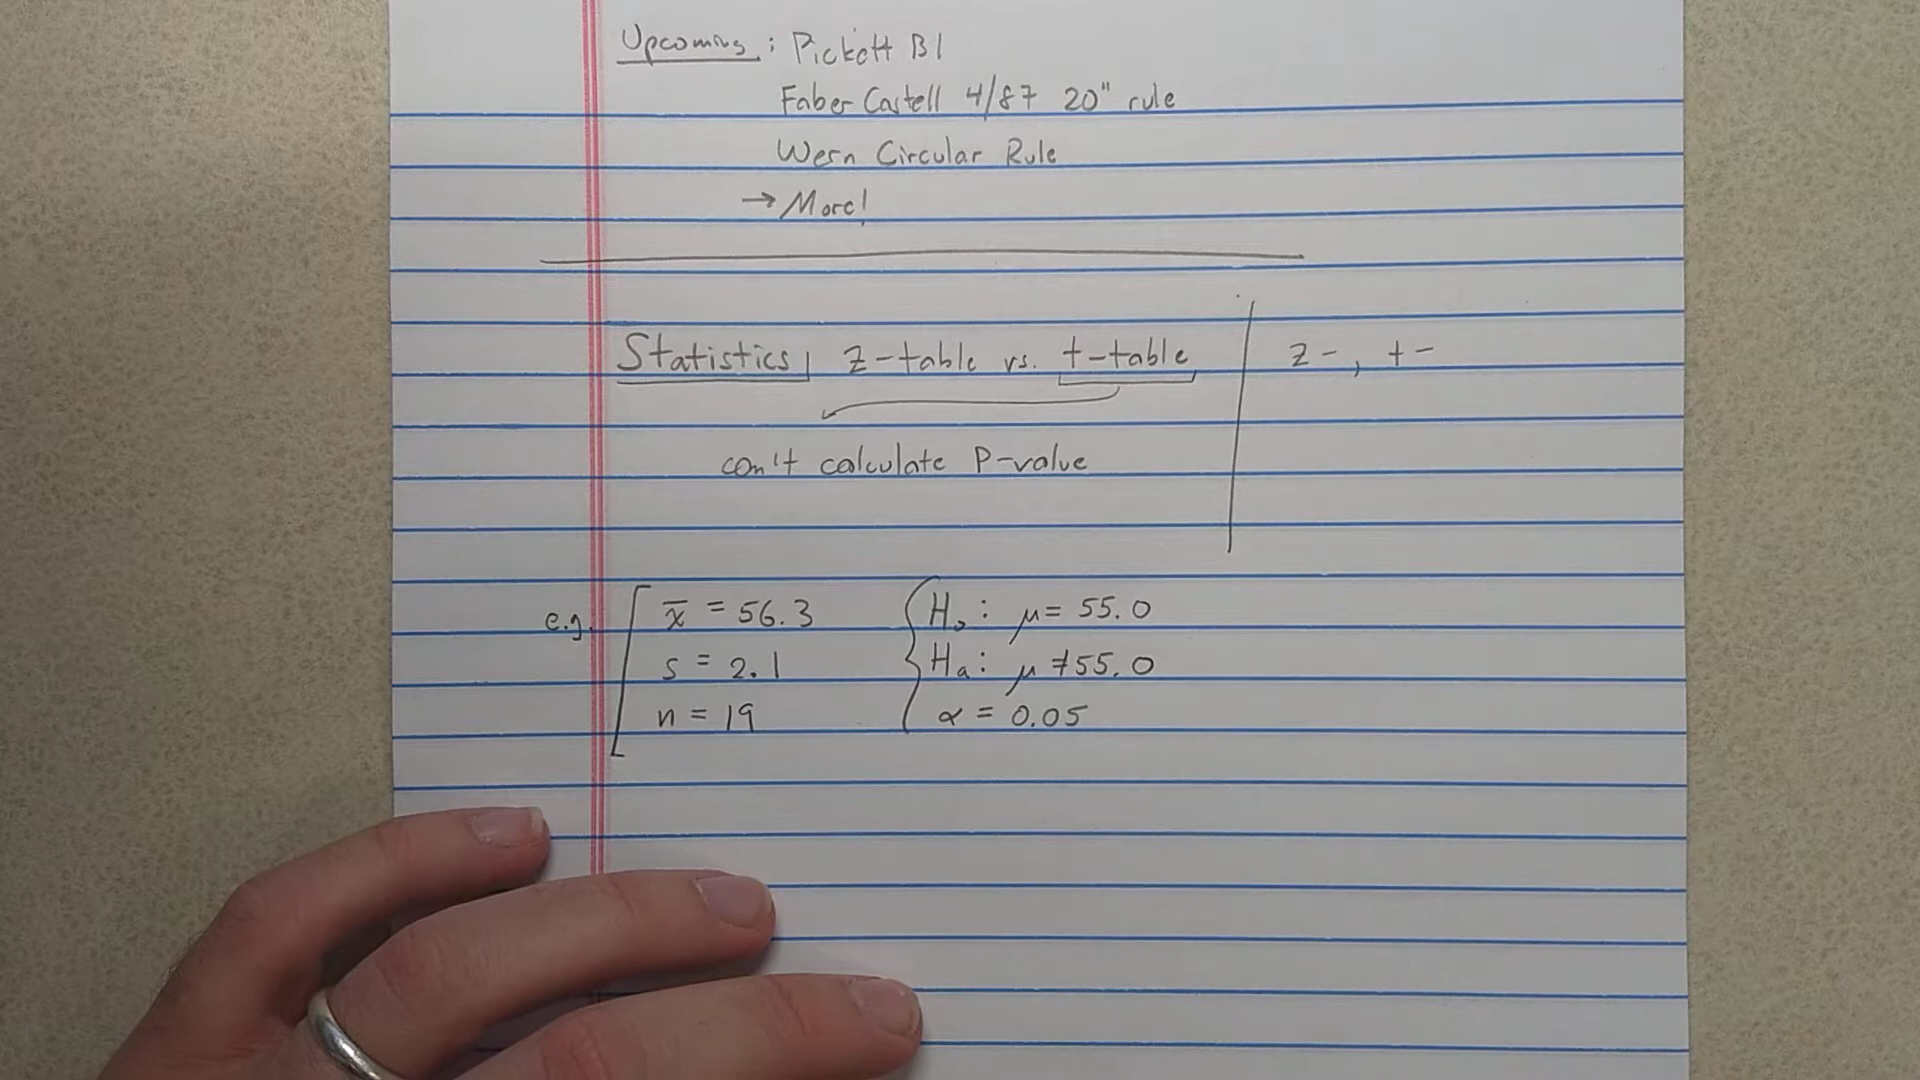 Upcoming: Pickett B1
Faber Castell 4/87 20" rule
Wern Circular Rule
→ More!
Statistics| z-table vs. t-table | z-, t-
can't calculate P-value
e.g. [ x̄ = 56.3 { H₀: μ = 55.0
s = 2.1 Hₐ: μ ≠ 55.0
n = 19 α = 0.05